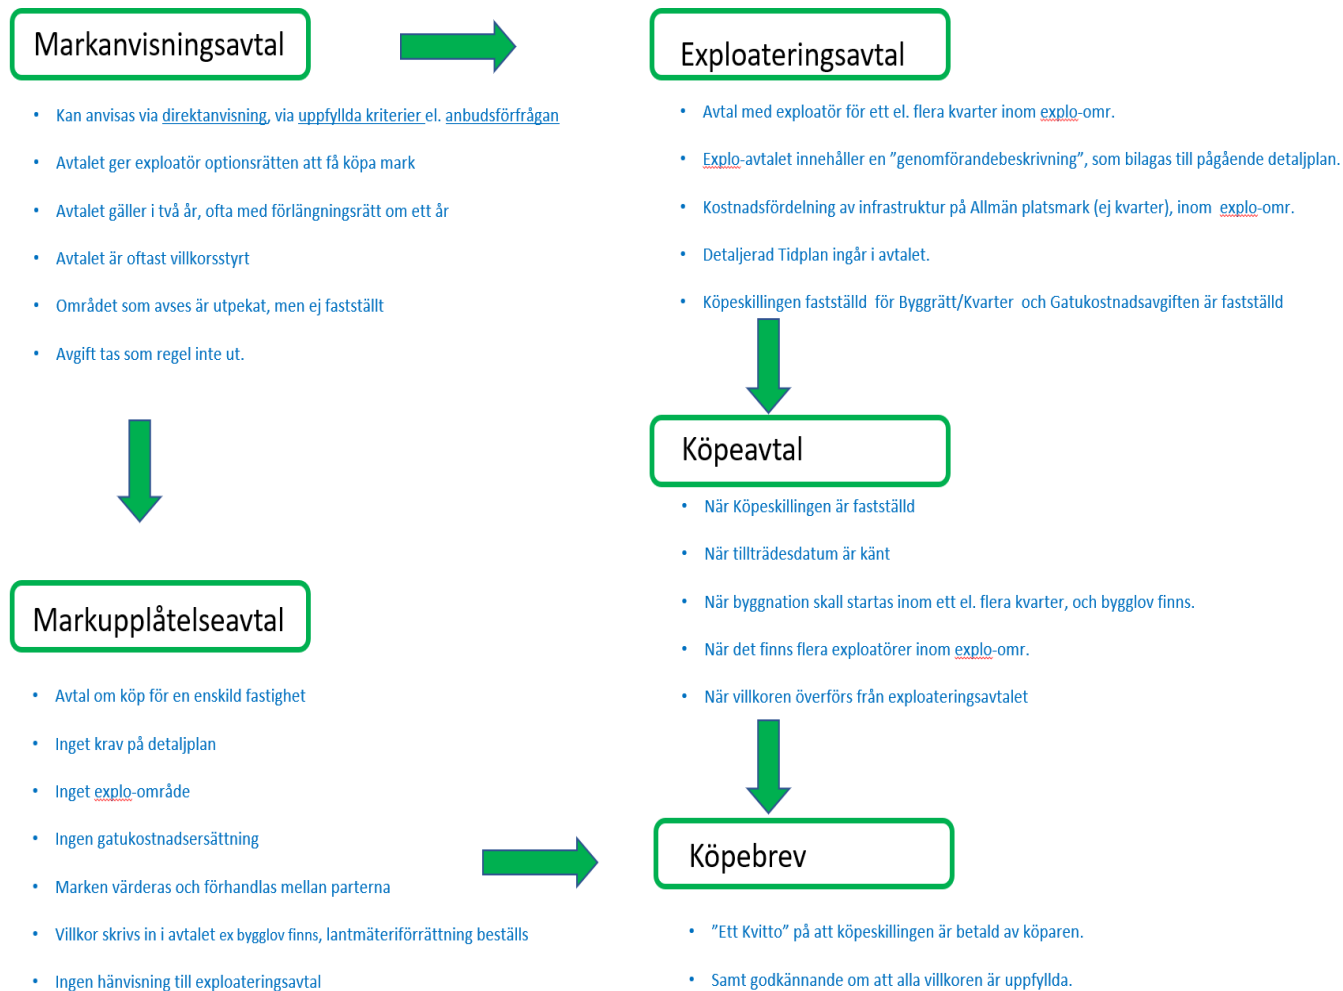 Markanvisningsavtal
• Kan anvisas via direktanvisning, via uppfyllda kriterier el. anbudsförfrågan
• Avtalet ger exploatör optionsrätten att få köpa mark
• Avtalet gäller i två år, ofta med förlängningsrätt om ett år
• Avtalet är oftast villkorsstyrt
• Området som avses är utpekat, men ej fastställt
• Avgift tas som regel inte ut.
Markupplåtelseavtal
• Avtal om köp för en enskild fastighet
• Inget krav på detaljplan
• Inget explo-område
• Ingen gatukostnadsersättning
• Marken värderas och förhandlas mellan parterna
• Villkor skrivs in i avtalet ex bygglov finns, lantmäteriförrättning beställs
• Ingen hänvisning till exploateringsavtal
Exploateringsavtal
• Avtal med exploatör för ett el. flera kvarter inom explo-omr.
• Explo-avtalet innehåller en ”genomförandebeskrivning”, som bilagas till pågående detaljplan.
• Kostnadsfördelning av infrastruktur på Allmän platsmark (ej kvarter), inom explo-omr.
• Detaljerad Tidplan ingår i avtalet.
• Köpeskillingen fastställd för Byggrätt/Kvarter och Gatukostnadsavgiften är fastställd
Köpeavtal
• När Köpeskillingen är fastställd
• När tillträdesdatum är känt
• När byggnation skall startas inom ett el. flera kvarter, och bygglov finns.
• När det finns flera exploatörer inom explo-omr.
• När villkoren överförs från exploateringsavtalet
Köpebrev
• ”Ett Kvitto” på att köpeskillingen är betald av köparen.
• Samt godkännande om att alla villkoren är uppfyllda.